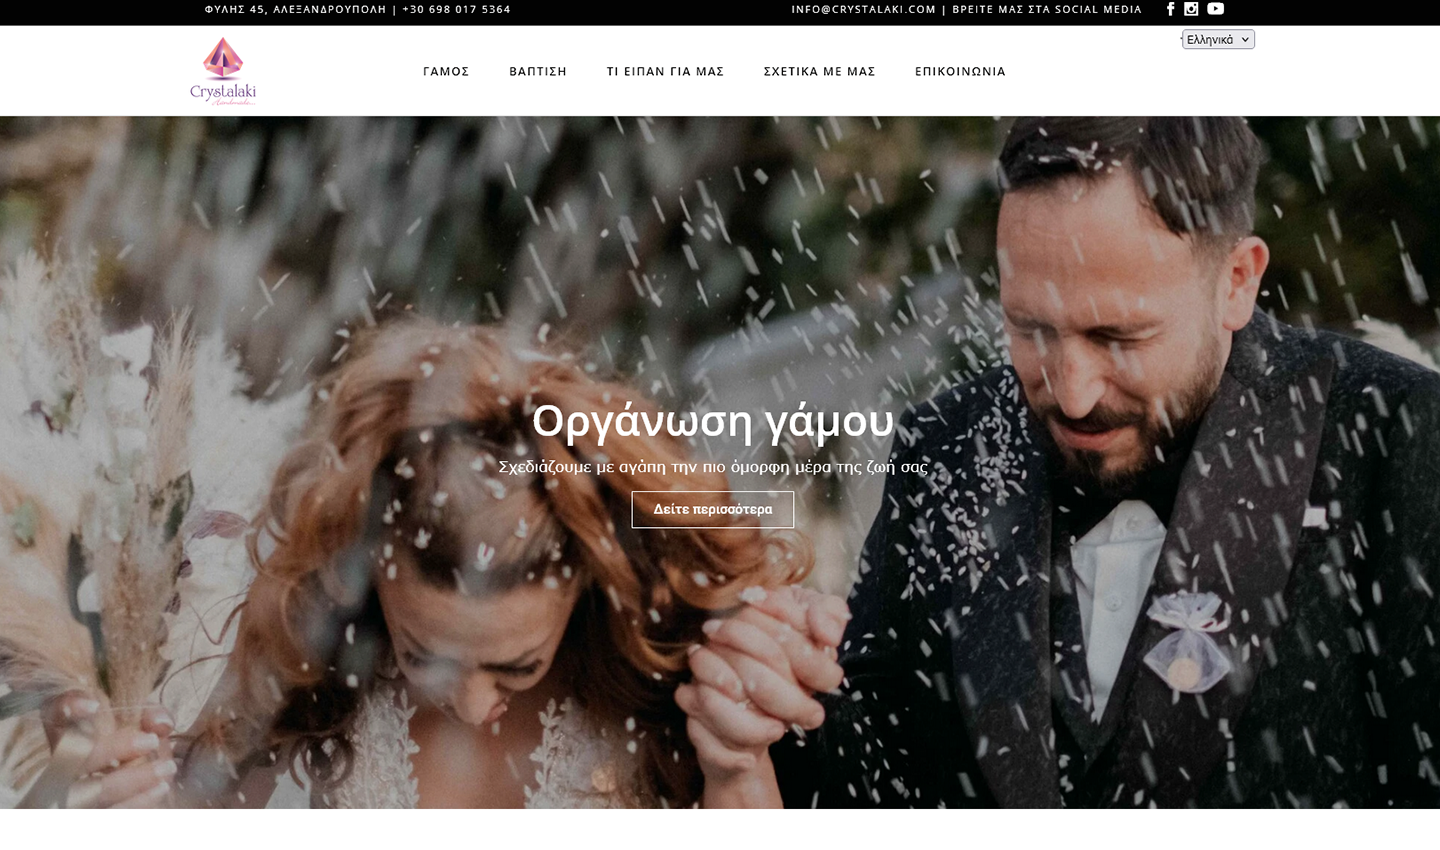 ΦΥΛΗΣ 45, ΑΛΕΞΑΝΔΡΟΥΠΟΛΗ | +30 698 017 5364
INFO@CRYSTALAKI.COM | ΒΡΕΙΤΕ ΜΑΣ ΣΤΑ SOCIAL MEDIA
Ελληνικά
Crystalaki
ΓΑΜΟΣ ΒΑΠΤΙΣΗ ΤΙ ΕΙΠΑΝ ΓΙΑ ΜΑΣ ΣΧΕΤΙΚΑ ΜΕ ΜΑΣ ΕΠΙΚΟΙΝΩΝΙΑ
Οργάνωση γάμου
Σχεδιάζουμε με αγάπη την πιο όμορφη μέρα της ζωή σας
Δείτε περισσότερα